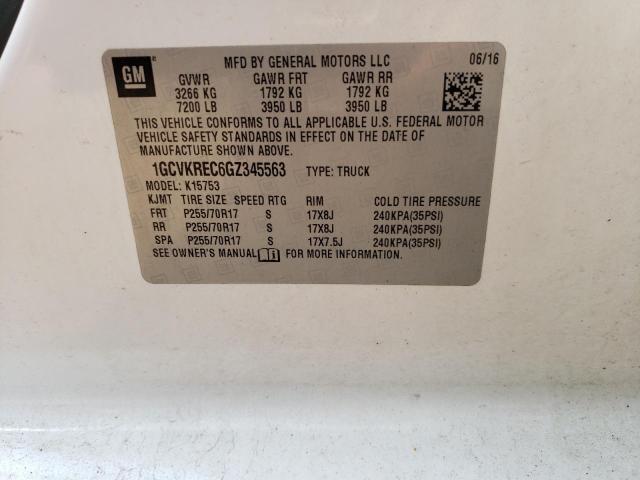 GM
MFD BY GENERAL MOTORS LLC 06/16
GVWR GAWR FRT GAWR RR
3266 KG 1792 KG 1792 KG
7200 LB 3950 LB 3950 LB
THIS VEHICLE CONFORMS TO ALL APPLICABLE U.S. FEDERAL MOTOR
VEHICLE SAFETY STANDARDS IN EFFECT ON THE DATE OF
MANUFACTURE SHOWN ABOVE.
1GCVKREC6GZ345563 TYPE: TRUCK
MODEL: K15753
KJMT TIRE SIZE SPEED RTG RIM COLD TIRE PRESSURE
FRT P255/70R17 S 17X8J 240KPA(35PSI)
RR P255/70R17 S 17X8J 240KPA(35PSI)
SPA P255/70R17 S 17X7.5J 240KPA(35PSI)
SEE OWNER'S MANUAL FOR MORE INFORMATION.